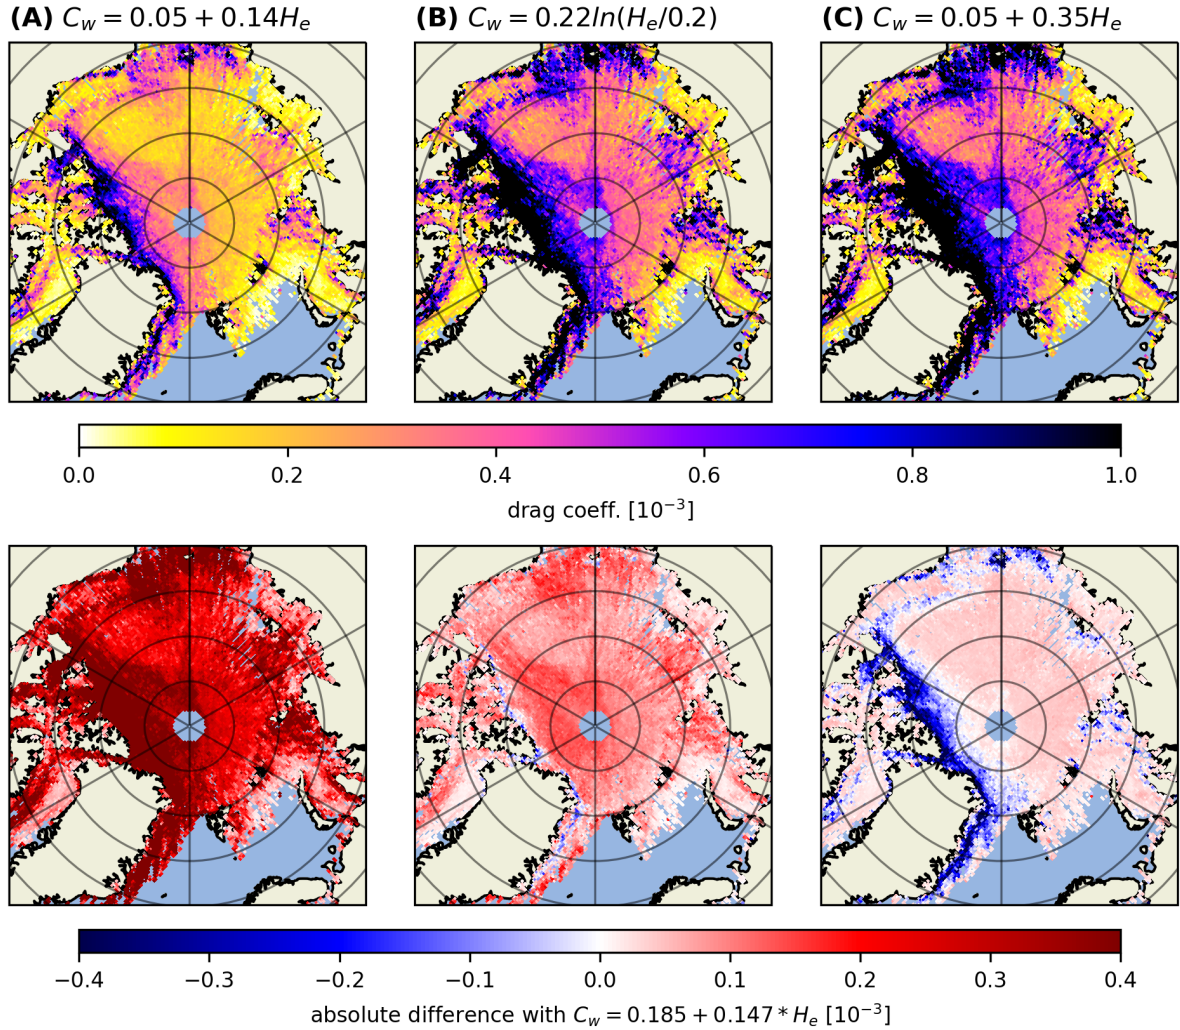 (A) C_w = 0.05 + 0.14H_e
(B) C_w = 0.22ln(H_e/0.2)
(C) C_w = 0.05 + 0.35H_e
0.0 0.2 0.4 0.6 0.8 1.0
drag coeff. [10⁻³]
−0.4 −0.3 −0.2 −0.1 0.0 0.1 0.2 0.3 0.4
absolute difference with C_w = 0.185 + 0.147 * H_e [10⁻³]